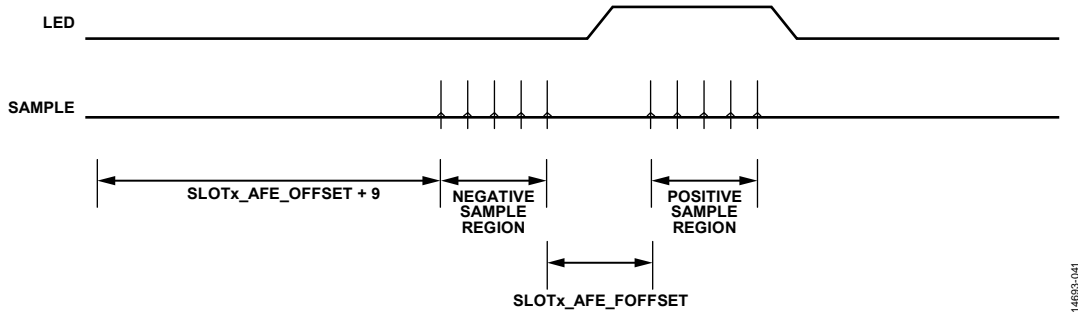 LED
SAMPLE
SLOTx_AFE_OFFSET + 9
NEGATIVE
SAMPLE
REGION
POSITIVE
SAMPLE
REGION
SLOTx_AFE_FOFFSET
14693-041